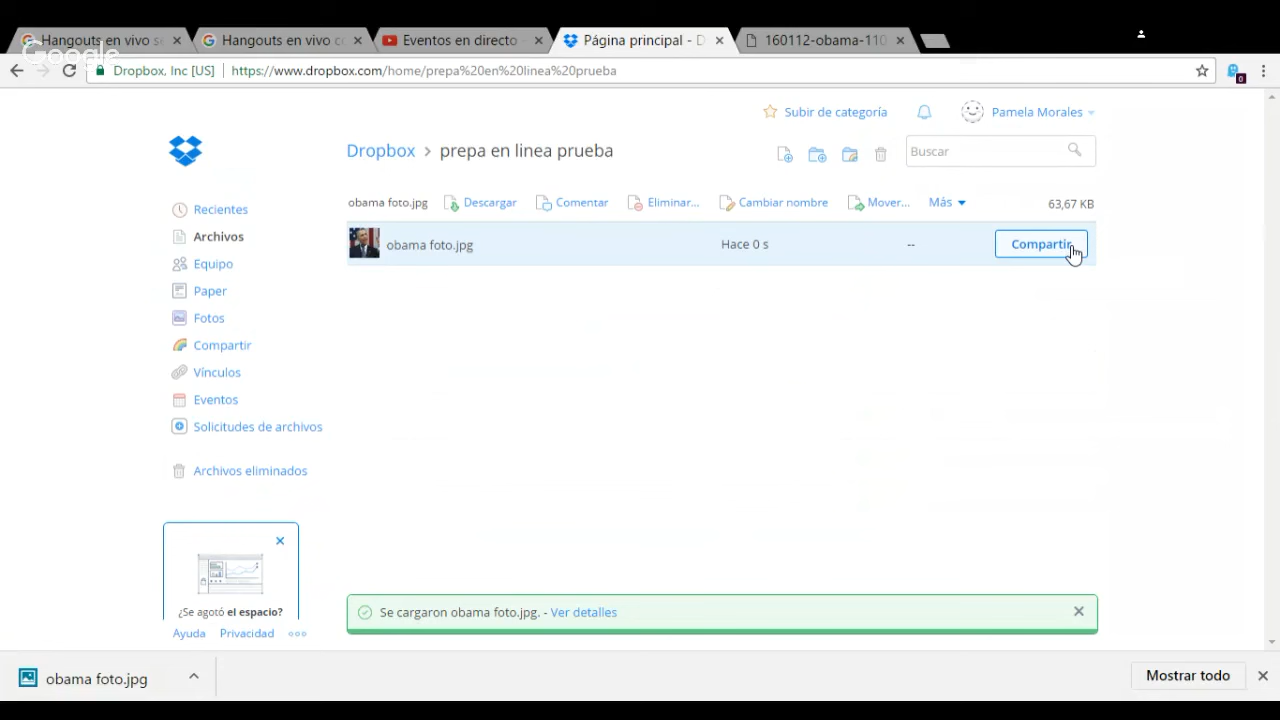 Hangouts en vivo se
Hangouts en vivo co
Eventos en directo -
Página principal - D
160112-obama-110
Google
Dropbox, Inc [US]
https://www.dropbox.com/home/prepa%20en%20linea%20prueba
0
Subir de categoría
Pamela Morales
Dropbox > prepa en linea prueba
Buscar
obama foto.jpg
Descargar
Comentar
Eliminar...
Cambiar nombre
Mover...
Más
63,67 KB
obama foto.jpg
Hace 0 s
--
Compartir
Recientes
Archivos
Equipo
Paper
Fotos
Compartir
Vínculos
Eventos
Solicitudes de archivos
Archivos eliminados
¿Se agotó el espacio?
Ayuda
Privacidad
Se cargaron obama foto.jpg. - Ver detalles
obama foto.jpg
Mostrar todo